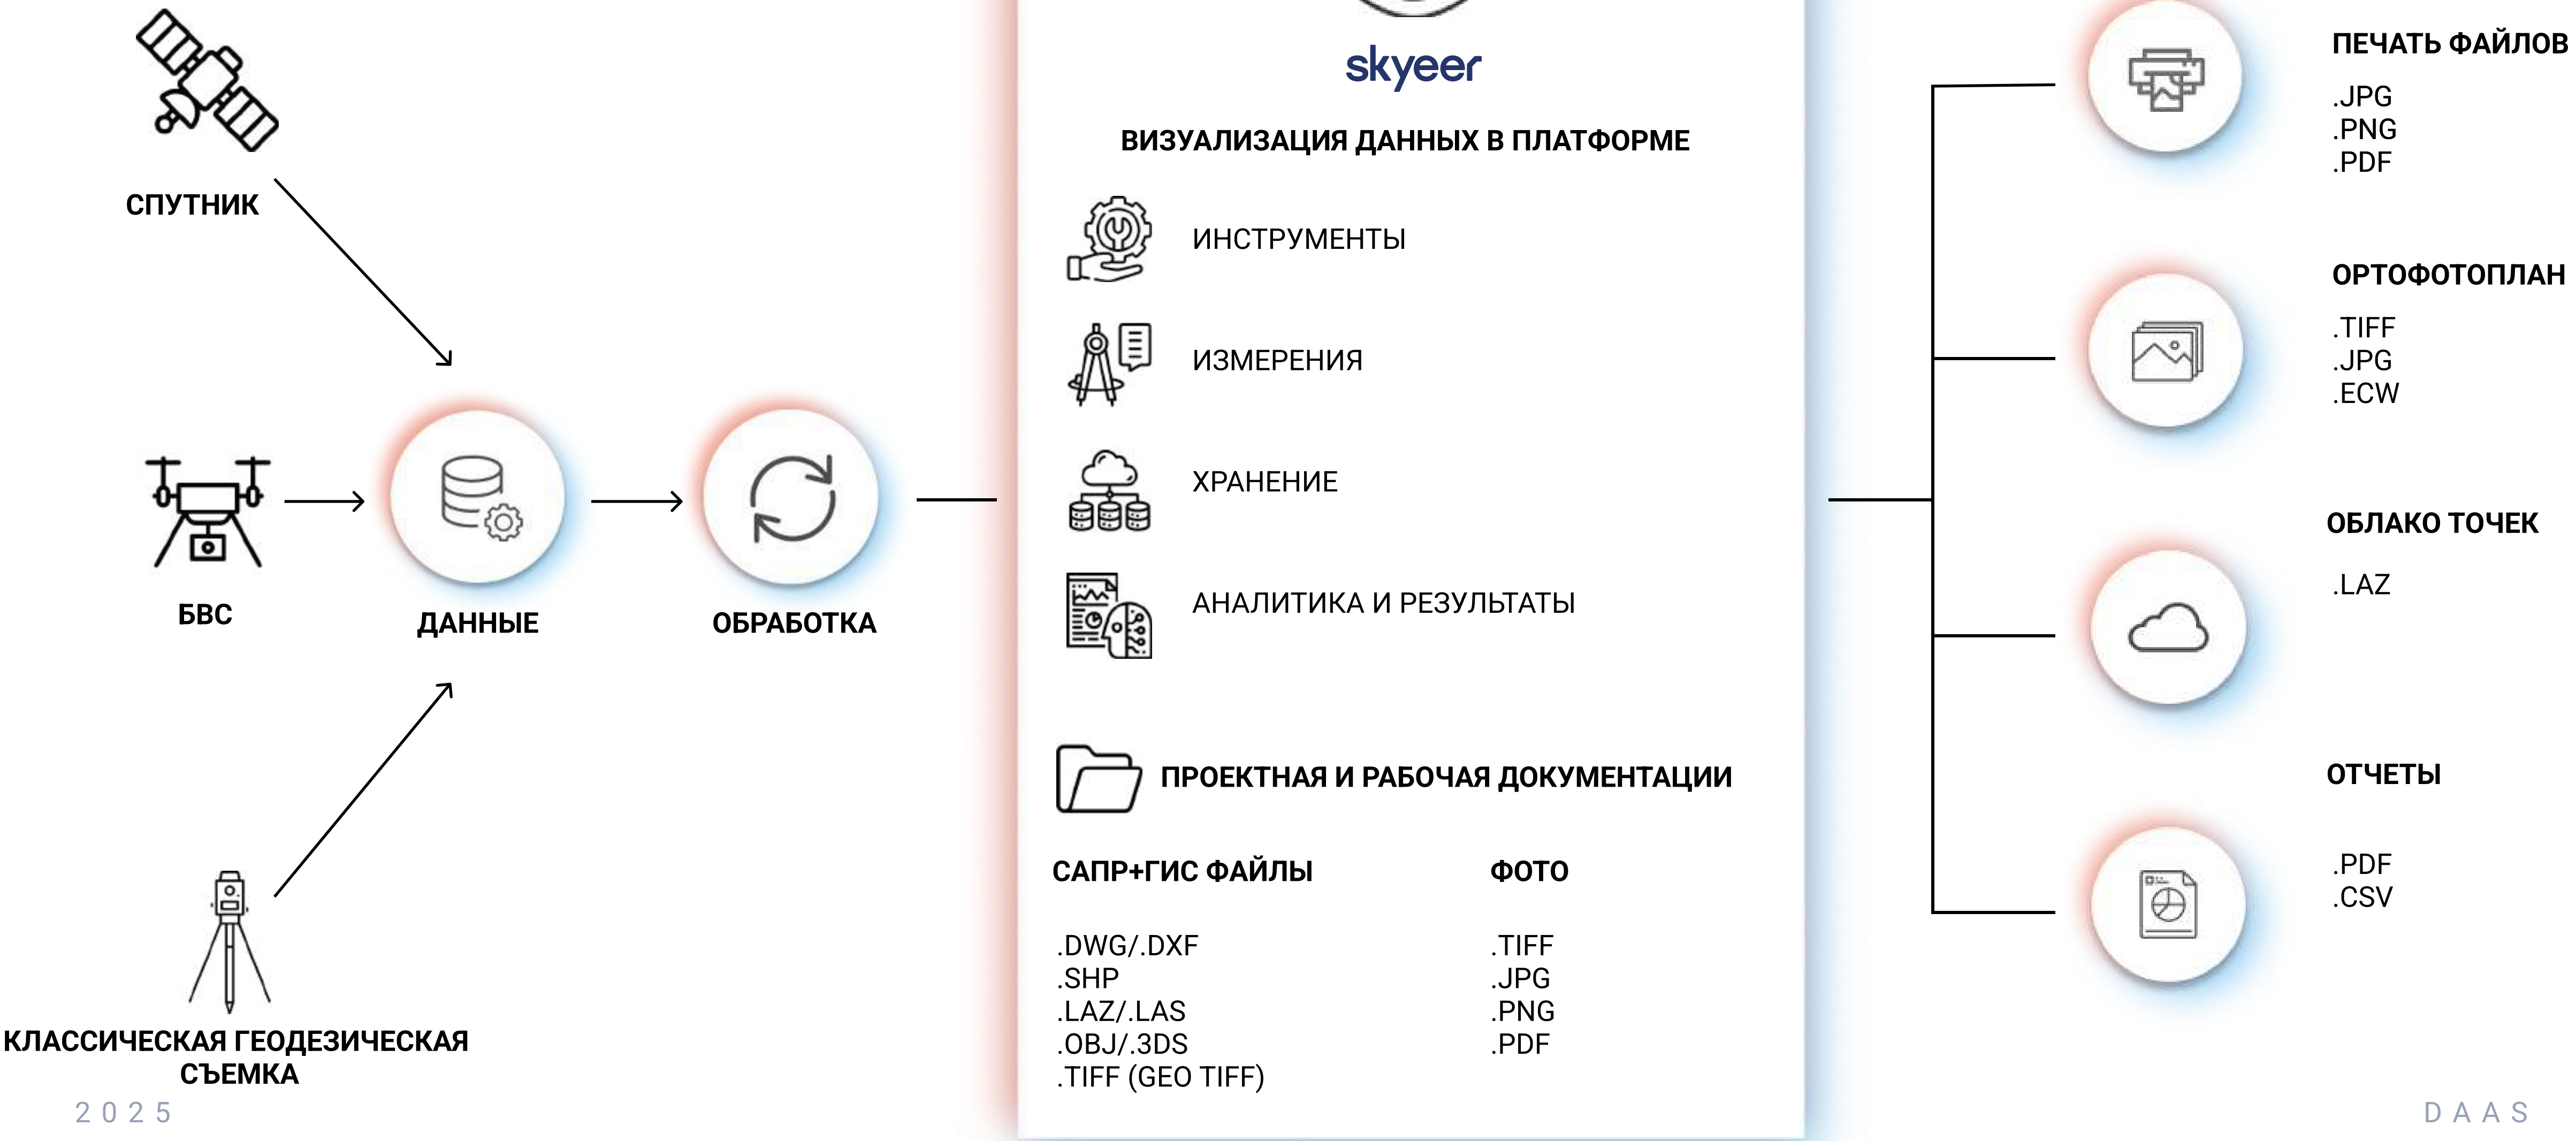 СПУТНИК
БВС
КЛАССИЧЕСКАЯ ГЕОДЕЗИЧЕСКАЯ
СЪЕМКА
ДАННЫЕ
ОБРАБОТКА
skyeer
ВИЗУАЛИЗАЦИЯ ДАННЫХ В ПЛАТФОРМЕ
ИНСТРУМЕНТЫ
ИЗМЕРЕНИЯ
ХРАНЕНИЕ
АНАЛИТИКА И РЕЗУЛЬТАТЫ
ПРОЕКТНАЯ И РАБОЧАЯ ДОКУМЕНТАЦИИ
САПР+ГИС ФАЙЛЫ
.DWG/.DXF
.SHP
.LAZ/.LAS
.OBJ/.3DS
.TIFF (GEO TIFF)
ФОТО
.TIFF
.JPG
.PNG
.PDF
ПЕЧАТЬ ФАЙЛОВ
.JPG
.PNG
.PDF
ОРТОФОТОПЛАН
.TIFF
.JPG
.ECW
ОБЛАКО ТОЧЕК
.LAZ
ОТЧЕТЫ
.PDF
.CSV
2025
DAAS